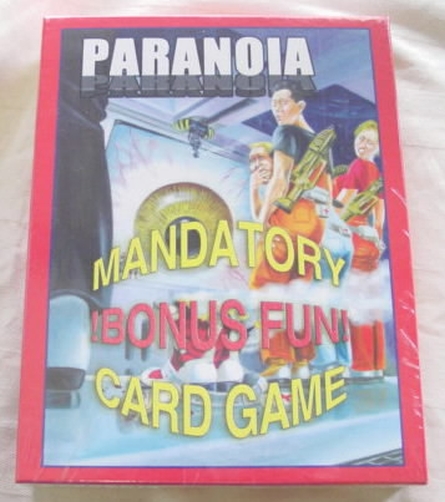 PARANOIA
MANDATORY
!BONUS FUN!
CARD GAME